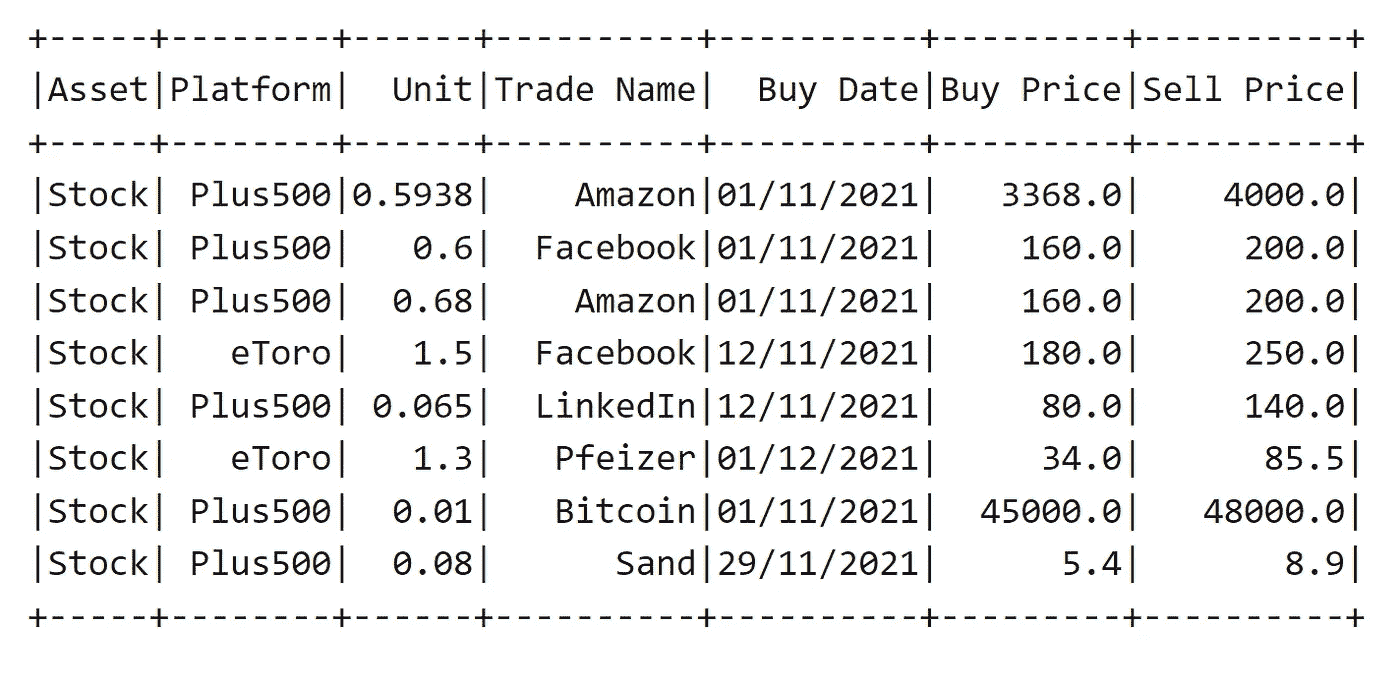 +-----+--------+------+----------+----------+---------+----------+
|Asset|Platform|  Unit|Trade Name|  Buy Date|Buy Price|Sell Price|
+-----+--------+------+----------+----------+---------+----------+
|Stock| Plus500|0.5938|    Amazon|01/11/2021|   3368.0|    4000.0|
|Stock| Plus500|   0.6|  Facebook|01/11/2021|    160.0|     200.0|
|Stock| Plus500|  0.68|    Amazon|01/11/2021|    160.0|     200.0|
|Stock|  eToro|   1.5|  Facebook|12/11/2021|    180.0|     250.0|
|Stock| Plus500| 0.065|  LinkedIn|12/11/2021|     80.0|     140.0|
|Stock|  eToro|   1.3|   Pfeizer|01/12/2021|     34.0|      85.5|
|Stock| Plus500|  0.01|   Bitcoin|01/11/2021|  45000.0|   48000.0|
|Stock| Plus500|  0.08|      Sand|29/11/2021|      5.4|       8.9|
+-----+--------+------+----------+----------+---------+----------+